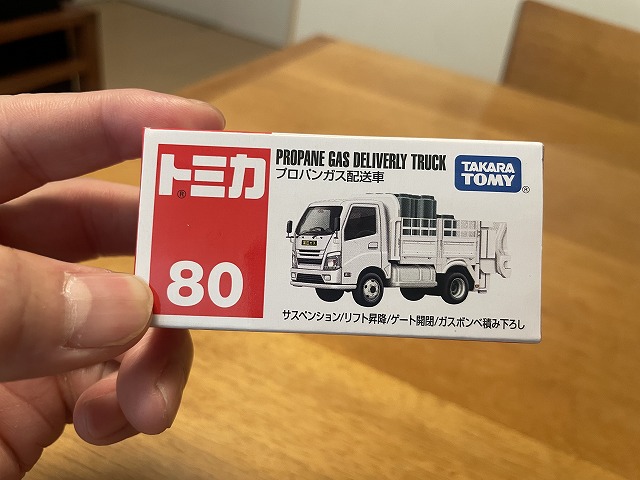 トミカ®
80
PROPANE GAS DELIVERLY TRUCK
プロパンガス配送車
TAKARA
TOMY®
サスペンション/リフト昇降/ゲート開閉/ガスボンベ積み下ろし